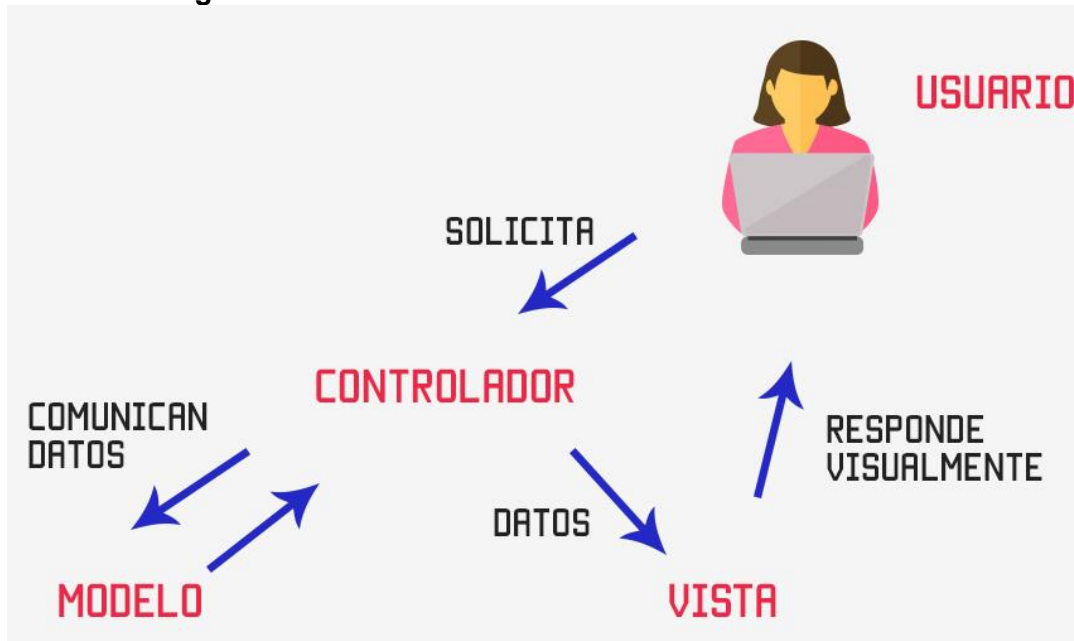 USUARIO
SOLICITA
CONTROLADOR
COMUNICAN
DATOS
RESPONDE
VISUALMENTE
DATOS
MODELO
VISTA